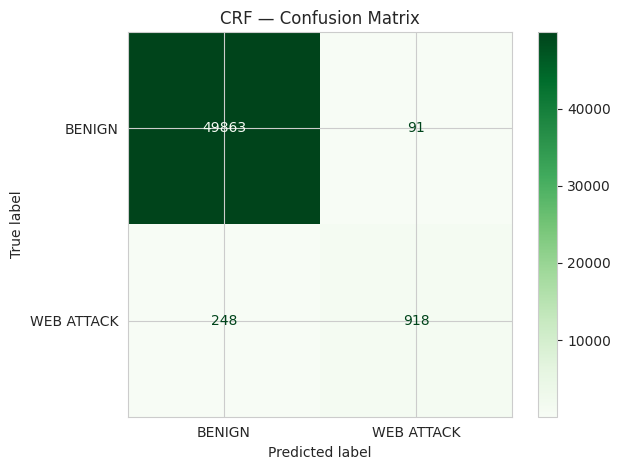 CRF — Confusion Matrix
BENIGN
49863
91
WEB ATTACK
248
918
BENIGN
WEB ATTACK
Predicted label
True label
40000
30000
20000
10000